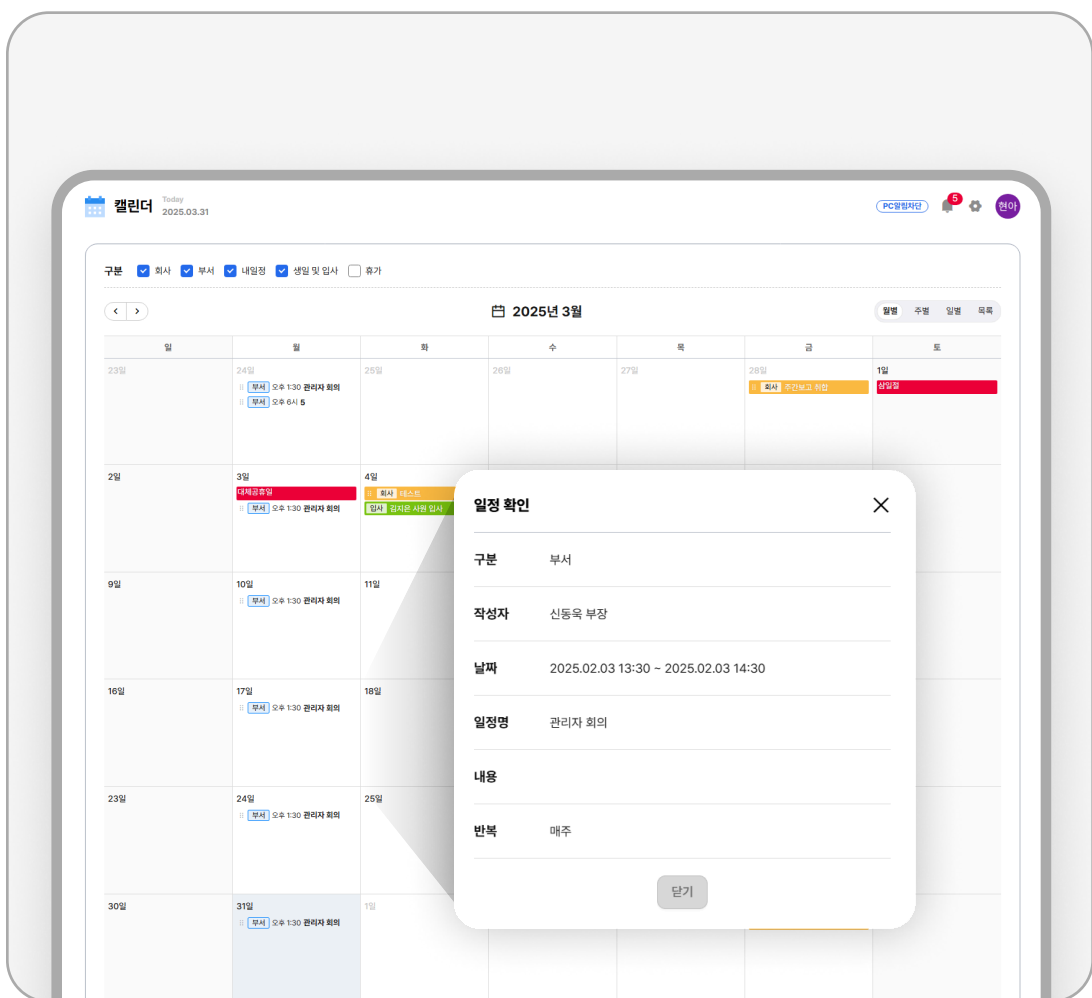 캘린더
Today
2025.03.31
PC알림차단
5
현아
구분 회사 부서 내일정 생일 및 입사 휴가
2025년 3월
월별 주별 일별 목록
일 월 화 수 목 금 토
23일 24일 25일 26일 27일 28일 1일
부서 오후 1:30 관리자 회의
부서 오후 6시 5
회사 주간보고 취합
삼일절
2일 3일 4일
대체공휴일
부서 오후 1:30 관리자 회의
회사 테스트
입사 김지은 사원 입사
9일 10일 11일
부서 오후 1:30 관리자 회의
16일 17일 18일
부서 오후 1:30 관리자 회의
23일 24일 25일
부서 오후 1:30 관리자 회의
30일 31일 1일
부서 오후 1:30 관리자 회의
일정 확인
구분 부서
작성자 신동욱 부장
날짜 2025.02.03 13:30 ~ 2025.02.03 14:30
일정명 관리자 회의
내용
반복 매주
닫기